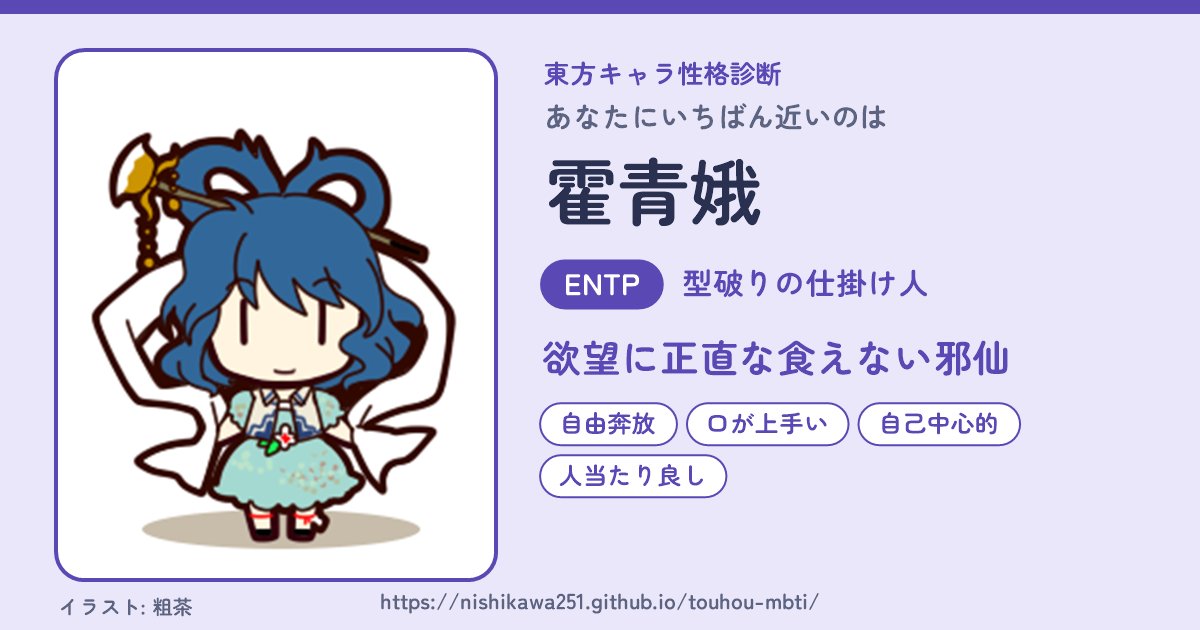 東方キャラ性格診断
あなたにいちばん近いのは
霍青娥
ENTP 型破りの仕掛け人
欲望に正直な食えない邪仙
自由奔放 口が上手い 自己中心的
人当たり良し
イラスト: 粗茶
https://nishikawa251.github.io/touhou-mbti/